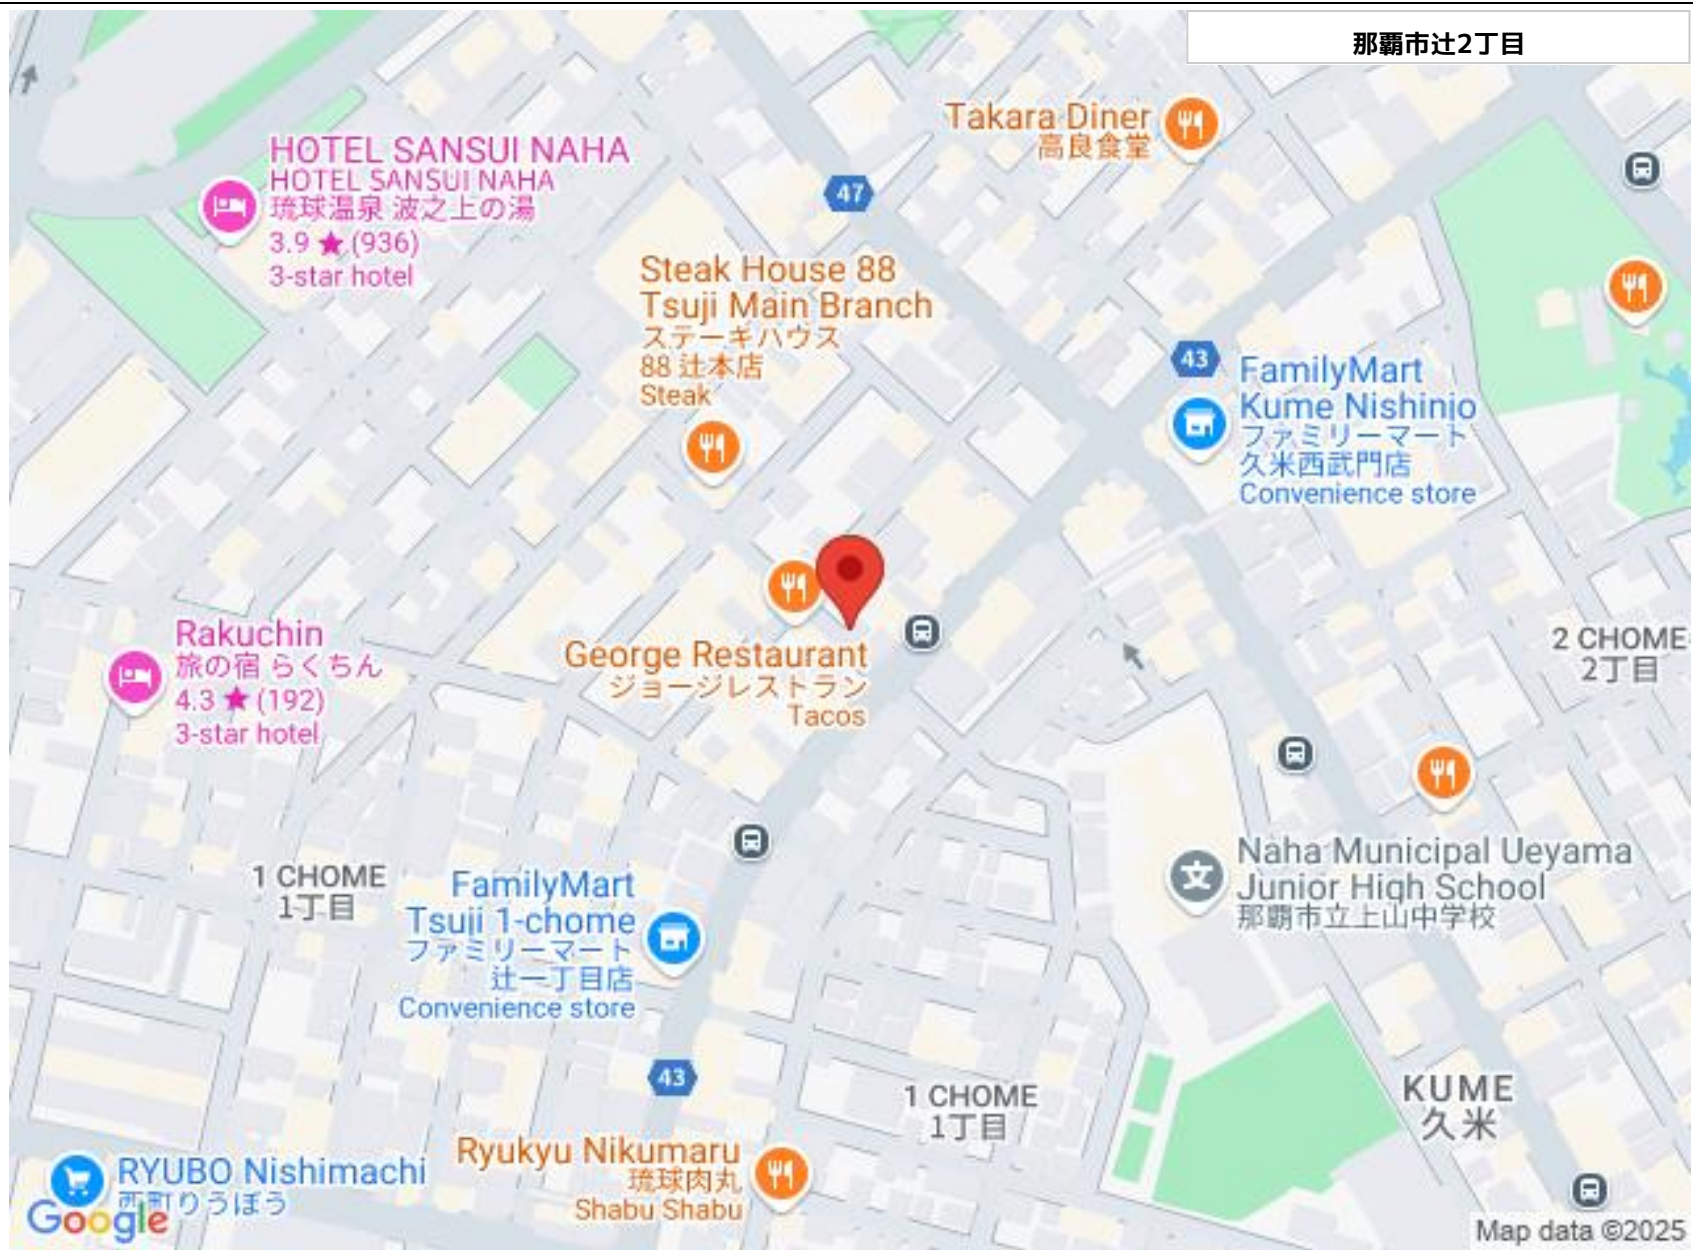 那覇市辻2丁目
Takara Diner
高良食堂
HOTEL SANSUI NAHA
HOTEL SANSUI NAHA
琉球温泉 波之上の湯
3.9 ★ (936)
3-star hotel
47
Steak House 88
Tsuji Main Branch
ステーキハウス
88 辻本店
Steak
43
FamilyMart
Kume Nishinjo
ファミリーマート
久米西武門店
Convenience store
Rakuchin
旅の宿 らくちん
4.3 ★ (192)
3-star hotel
George Restaurant
ジョージレストラン
Tacos
2 CHOME
2丁目
1 CHOME
1丁目
FamilyMart
Tsuji 1-chome
ファミリーマート
辻一丁目店
Convenience store
文
Naha Municipal Ueyama
Junior High School
那覇市立上山中学校
43
1 CHOME
1丁目
KUME
久米
RYUBO Nishimachi
西町りうぼう
Ryukyu Nikumaru
琉球肉丸
Shabu Shabu
Google
Map data ©2025